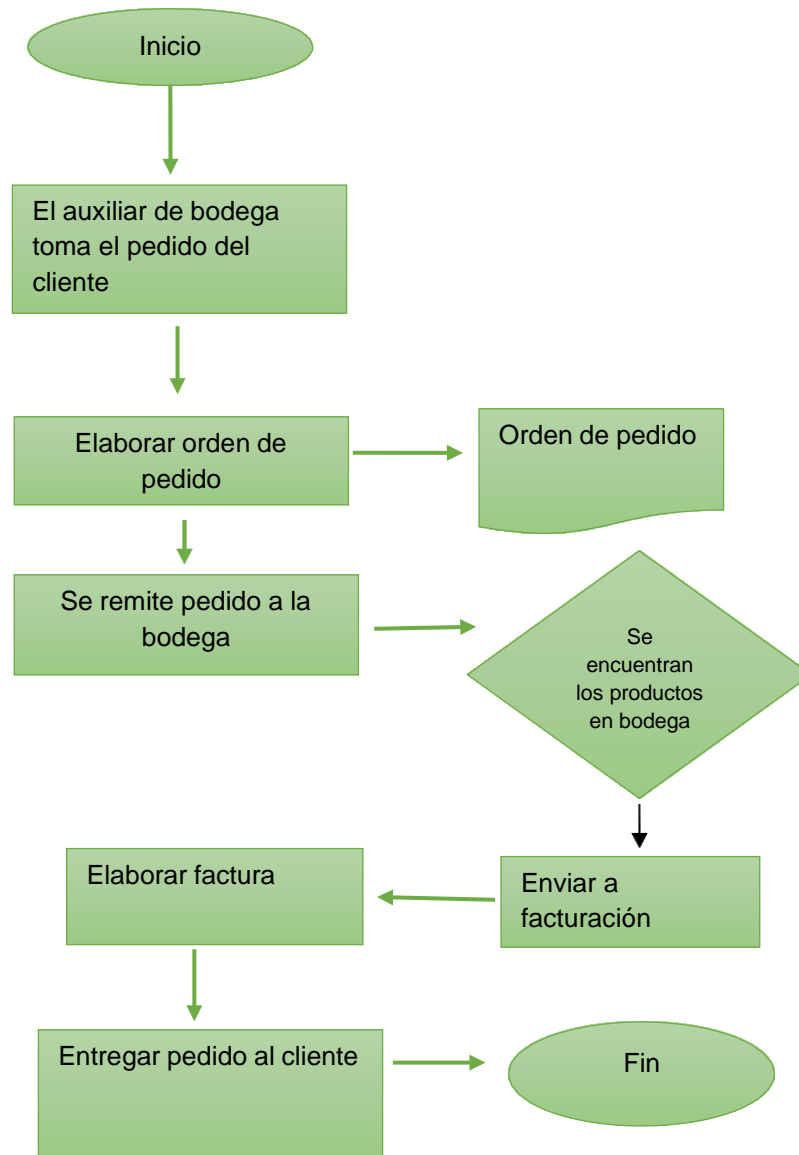 Inicio
El auxiliar de bodega
toma el pedido del
cliente
Elaborar orden de
pedido
Orden de pedido
Se remite pedido a la
bodega
Se
encuentran
los productos
en bodega
Enviar a
facturación
Elaborar factura
Entregar pedido al cliente
Fin